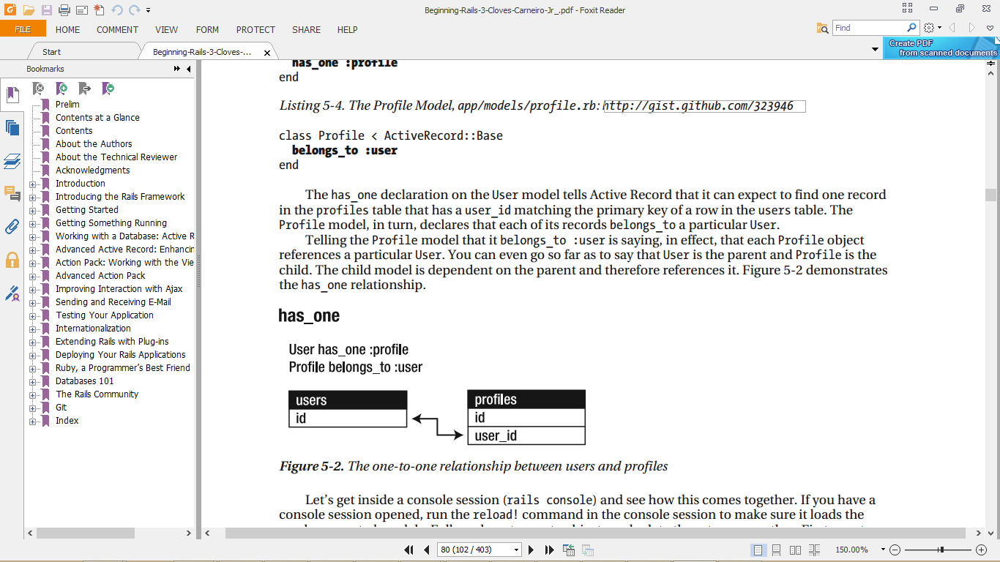 Beginning-Rails-3-Cloves-Carneiro-Jr_.pdf - Foxit Reader
FILE HOME COMMENT VIEW FORM PROTECT SHARE HELP
Find
Start
Beginning-Rails-3-Cloves-...
Create PDF
from scanned documents
Bookmarks
Prelim
Contents at a Glance
Contents
About the Authors
About the Technical Reviewer
Acknowledgments
Introduction
Introducing the Rails Framework
Getting Started
Getting Something Running
Working with a Database: Active R
Advanced Active Record: Enhancin
Action Pack: Working with the Vie
Advanced Action Pack
Improving Interaction with Ajax
Sending and Receiving E-Mail
Testing Your Application
Internationalization
Extending Rails with Plug-ins
Deploying Your Rails Applications
Ruby, a Programmer's Best Friend
Databases 101
The Rails Community
Git
Index
has_one :profile
end
Listing 5-4. The Profile Model, app/models/profile.rb: http://gist.github.com/323946
class Profile < ActiveRecord::Base
belongs_to :user
end
The has_one declaration on the User model tells Active Record that it can expect to find one record
in the profiles table that has a user_id matching the primary key of a row in the users table. The
Profile model, in turn, declares that each of its records belongs_to a particular User.
Telling the Profile model that it belongs_to :user is saying, in effect, that each Profile object
references a particular User. You can even go so far as to say that User is the parent and Profile is the
child. The child model is dependent on the parent and therefore references it. Figure 5-2 demonstrates
the has_one relationship.
has_one
User has_one :profile
Profile belongs_to :user
users
id
profiles
id
user_id
Figure 5-2. The one-to-one relationship between users and profiles
Let's get inside a console session (rails console) and see how this comes together. If you have a
console session opened, run the reload! command in the console session to make sure it loads the
80 (102 / 403)
150.00%